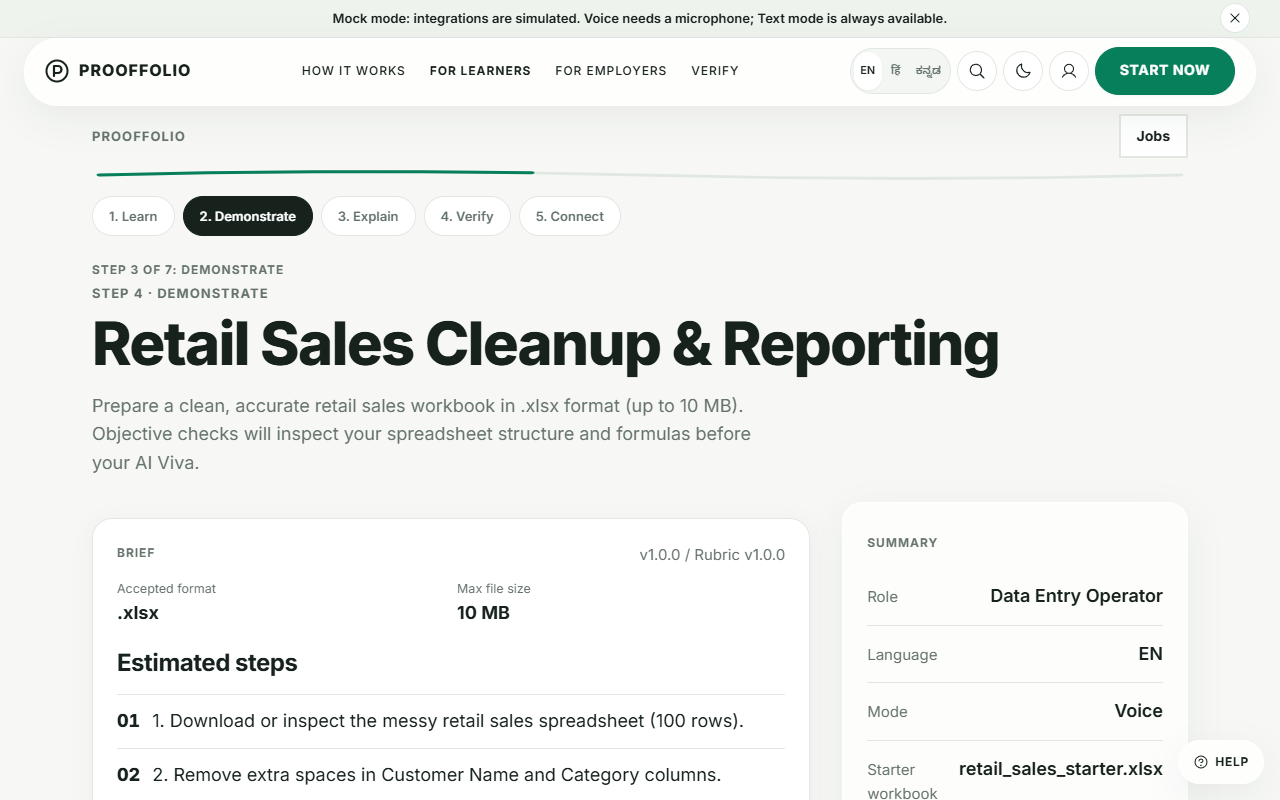 Mock mode: integrations are simulated. Voice needs a microphone; Text mode is always available.
PROOFFOLIO
HOW IT WORKS
FOR LEARNERS
FOR EMPLOYERS
VERIFY
EN
हिं
ಕನ್ನಡ
START NOW
PROOFFOLIO
Jobs
1. Learn
2. Demonstrate
3. Explain
4. Verify
5. Connect
STEP 3 OF 7: DEMONSTRATE
STEP 4 · DEMONSTRATE
Retail Sales Cleanup & Reporting
Prepare a clean, accurate retail sales workbook in .xlsx format (up to 10 MB).
Objective checks will inspect your spreadsheet structure and formulas before
your AI Viva.
BRIEF
v1.0.0 / Rubric v1.0.0
Accepted format
.xlsx
Max file size
10 MB
Estimated steps
01 1. Download or inspect the messy retail sales spreadsheet (100 rows).
02 2. Remove extra spaces in Customer Name and Category columns.
SUMMARY
Role Data Entry Operator
Language EN
Mode Voice
Starter workbook retail_sales_starter.xlsx
HELP